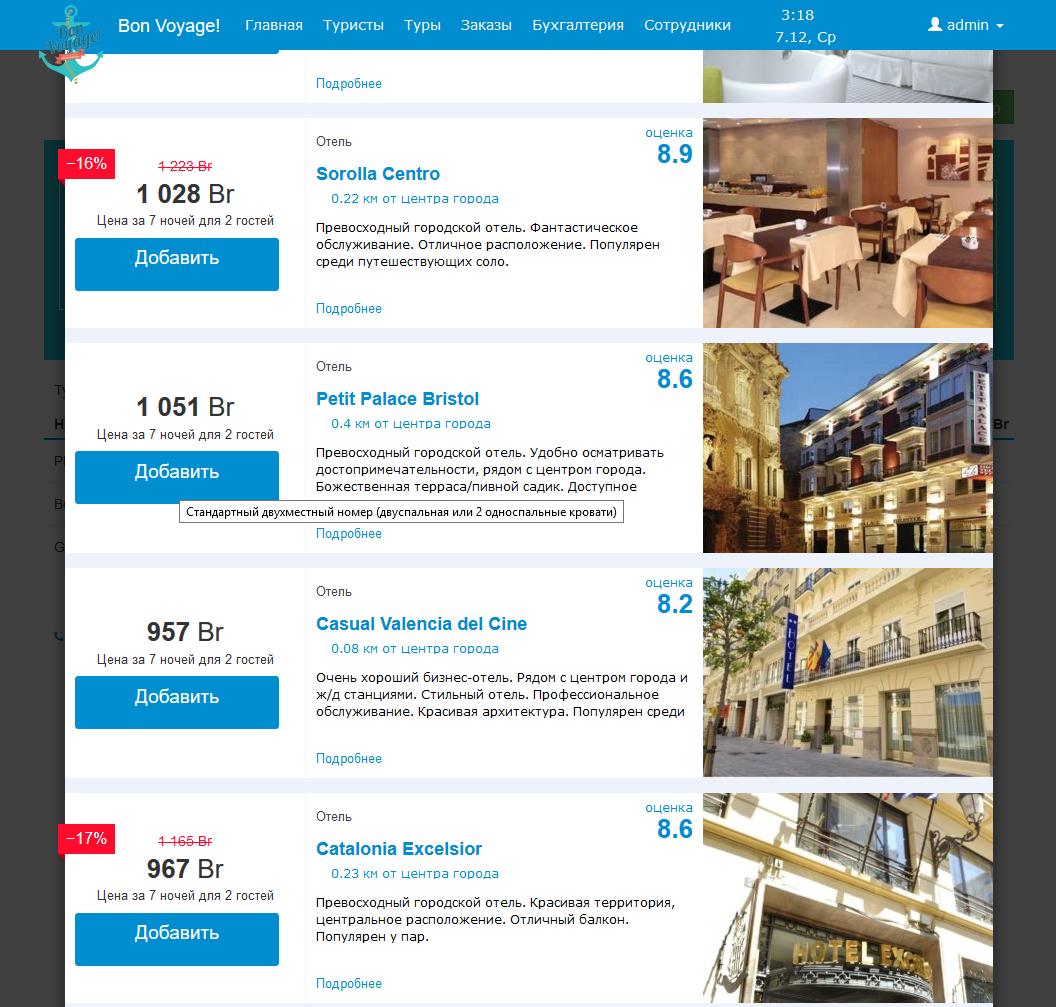 Bon Voyage!
Bon Voyage! Главная Туристы Туры Заказы Бухгалтерия Сотрудники 3:18 admin
7.12, Ср
Подробнее
–16%
1 223 Br
1 028 Br
Цена за 7 ночей для 2 гостей
Добавить
Отель
оценка
8.9
Sorolla Centro
0.22 км от центра города
Превосходный городской отель. Фантастическое
обслуживание. Отличное расположение. Популярен
среди путешествующих соло.
Подробнее
1 051 Br
Цена за 7 ночей для 2 гостей
Добавить
Отель
оценка
8.6
Petit Palace Bristol
0.4 км от центра города
Превосходный городской отель. Удобно осматривать
достопримечательности, рядом с центром города.
Божественная терраса/пивной садик. Доступное
Стандартный двухместный номер (двуспальная или 2 односпальные кровати)
Подробнее
PETIT PALACE
Br
957 Br
Цена за 7 ночей для 2 гостей
Добавить
Отель
оценка
8.2
Casual Valencia del Cine
0.08 км от центра города
Очень хороший бизнес-отель. Рядом с центром города и
ж/д станциями. Стильный отель. Профессиональное
обслуживание. Красивая архитектура. Популярен среди
Подробнее
HOTEL
–17%
1 165 Br
967 Br
Цена за 7 ночей для 2 гостей
Добавить
Отель
оценка
8.6
Catalonia Excelsior
0.23 км от центра города
Превосходный городской отель. Красивая территория,
центральное расположение. Отличный балкон.
Популярен у пар.
Подробнее
HOTEL EXCE